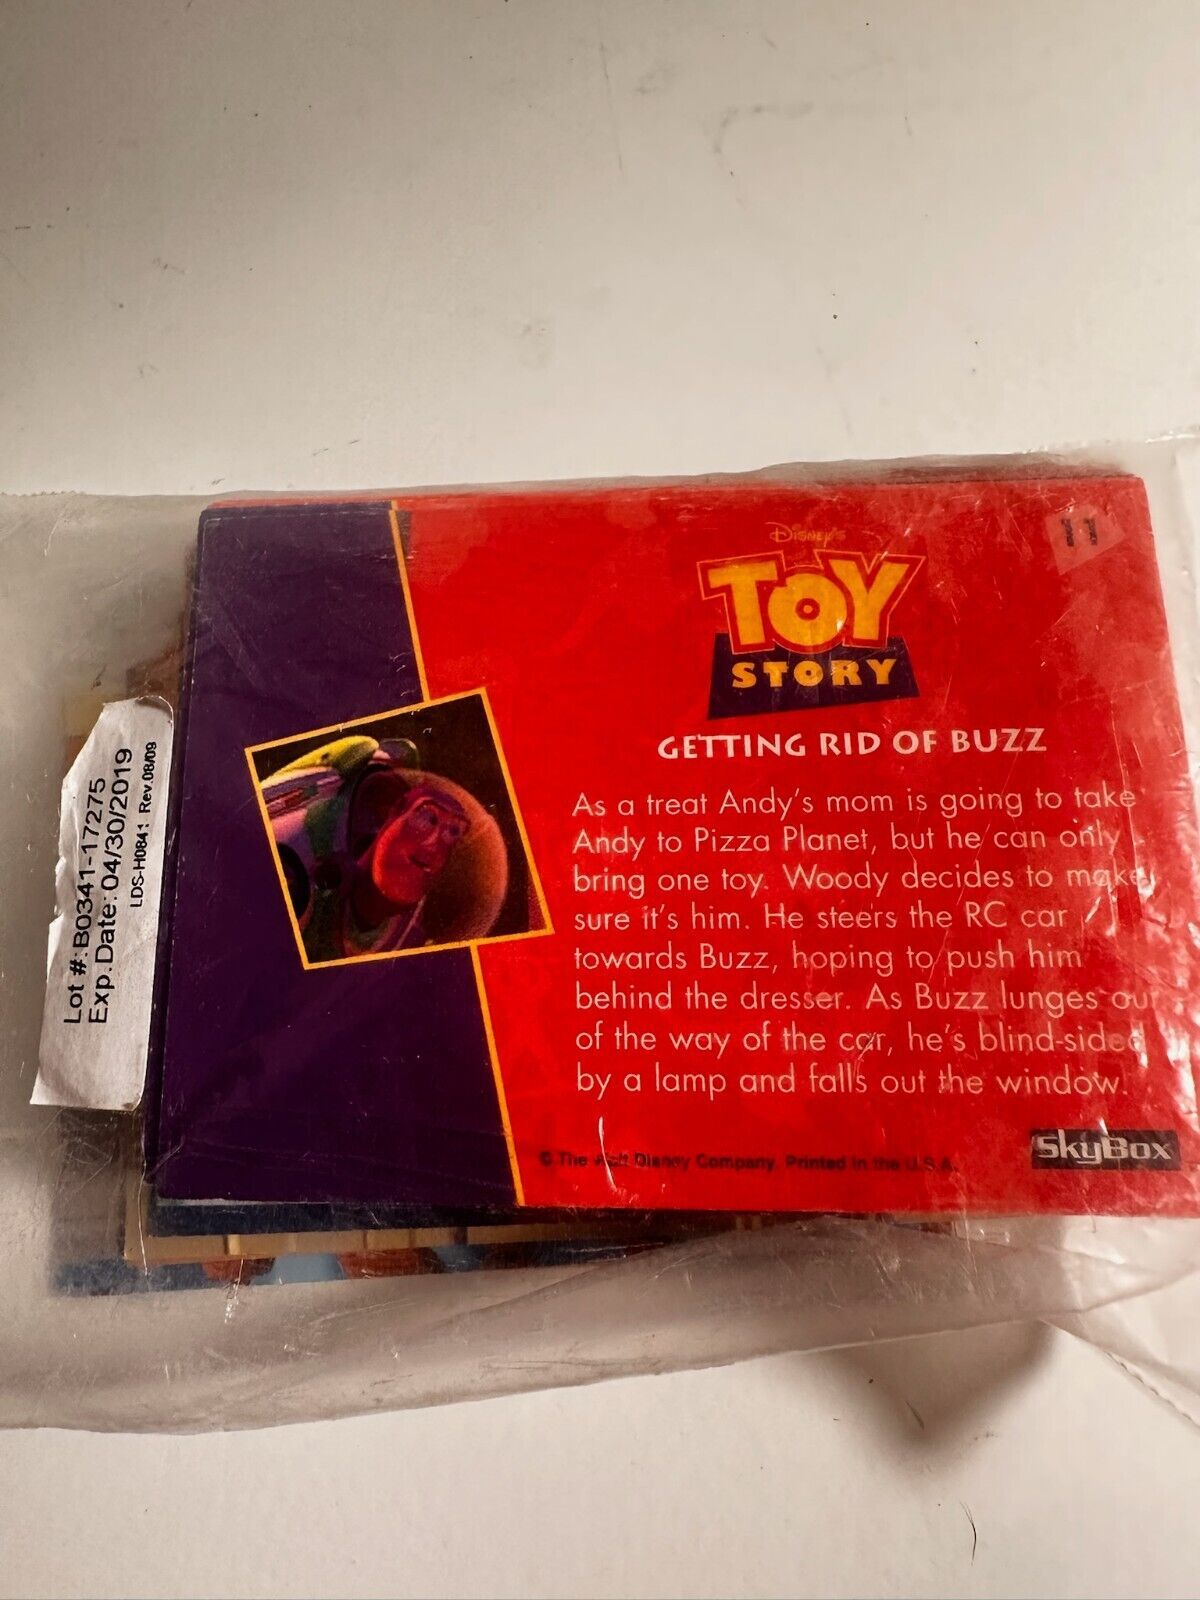 Lot #: B0341-17275
Exp. Date: 04/30/2019
LDS-H0841 Rev.08/09
DISNEY'S
TOY
STORY
11
GETTING RID OF BUZZ
As a treat Andy's mom is going to take
Andy to Pizza Planet, but he can only
bring one toy. Woody decides to make
sure it's him. He steers the RC car
towards Buzz, hoping to push him
behind the dresser. As Buzz lunges out
of the way of the car, he's blind-sided
by a lamp and falls out the window.
© The Walt Disney Company. Printed in the U.S.A.
SKYBOX